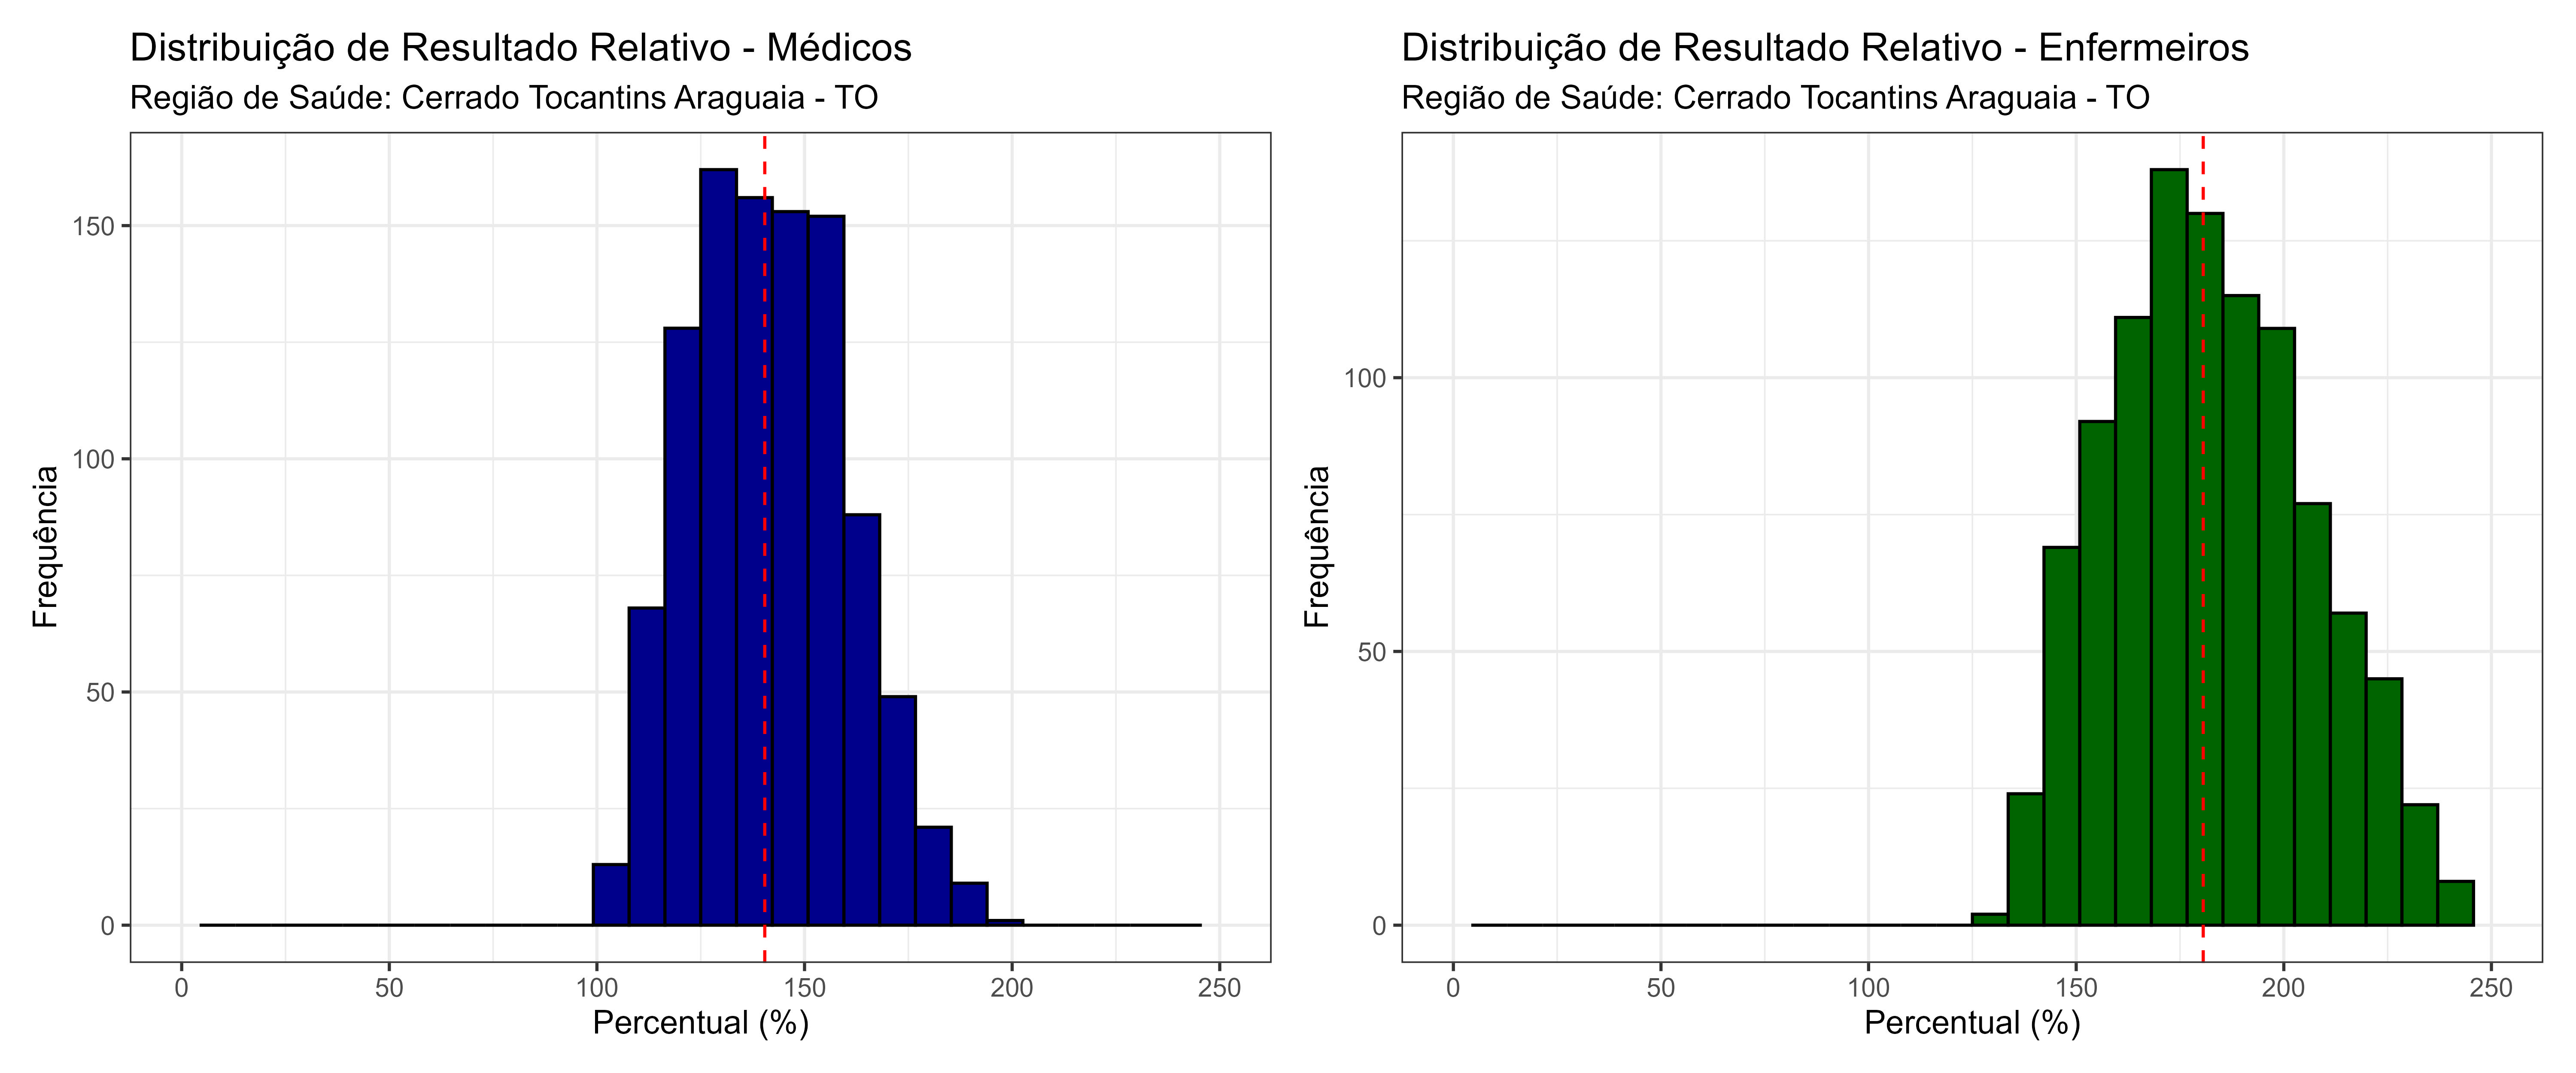 Distribuição de Resultado Relativo - Médicos
Região de Saúde: Cerrado Tocantins Araguaia - TO
Frequência
150
100
50
0
0 50 100 150 200 250
Percentual (%)
Distribuição de Resultado Relativo - Enfermeiros
Região de Saúde: Cerrado Tocantins Araguaia - TO
Frequência
100
50
0
0 50 100 150 200 250
Percentual (%)